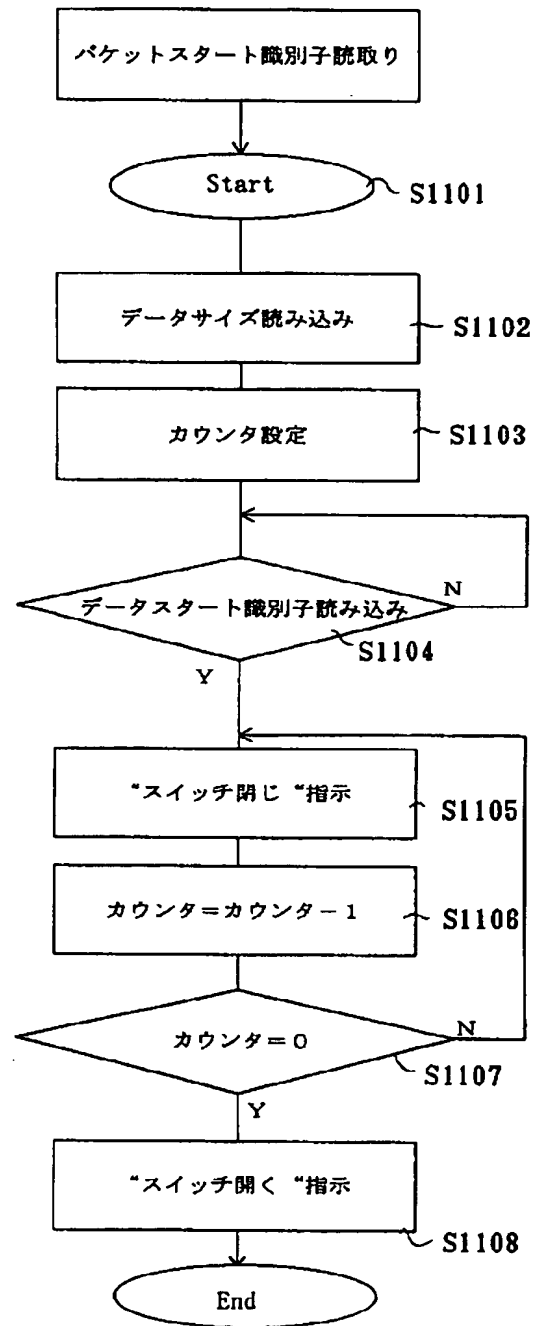 パケットスタート識別子読取り
Start
S1101
データサイズ読み込み
S1102
カウンタ設定
S1103
データスタート識別子読み込み
N
S1104
Y
“スイッチ閉じ“指示
S1105
カウンタ=カウンタ-1
S1106
カウンタ=0
N
S1107
Y
“スイッチ開く“指示
S1108
End